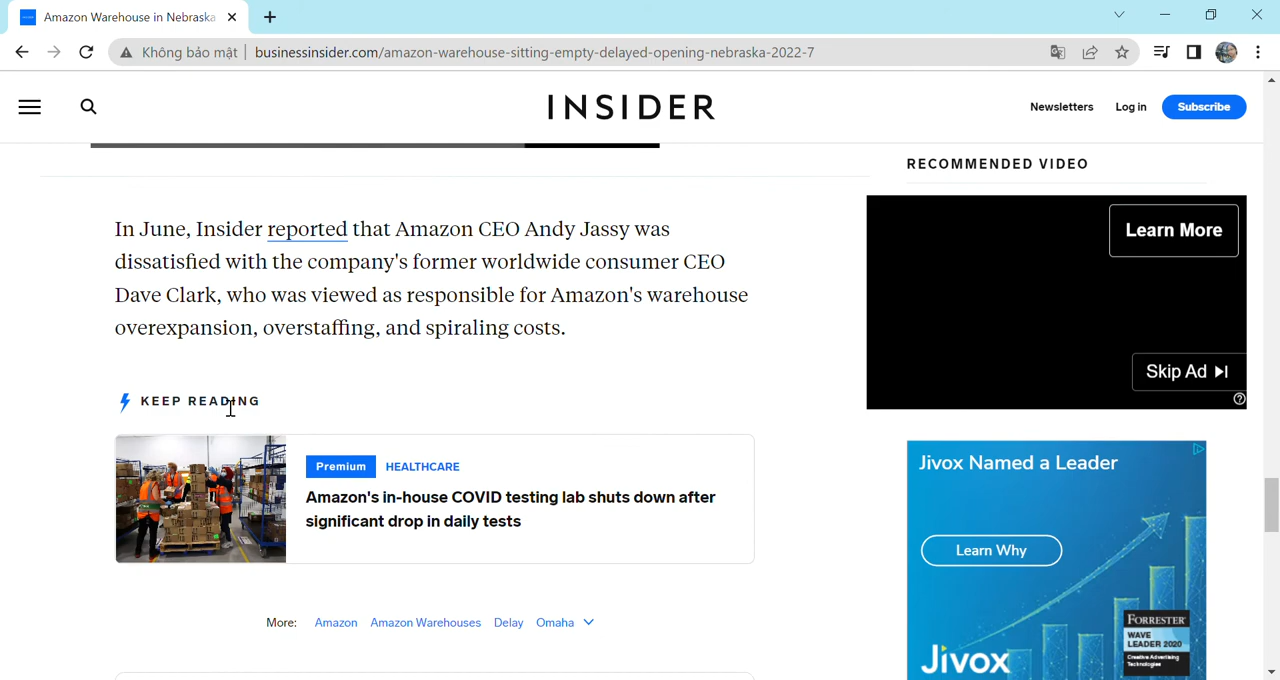 Amazon Warehouse in Nebraska
Không bảo mật
businessinsider.com/amazon-warehouse-sitting-empty-delayed-opening-nebraska-2022-7
INSIDER
Newsletters
Log in
Subscribe
RECOMMENDED VIDEO
Learn More
Skip Ad
In June, Insider reported that Amazon CEO Andy Jassy was
dissatisfied with the company's former worldwide consumer CEO
Dave Clark, who was viewed as responsible for Amazon's warehouse
overexpansion, overstaffing, and spiraling costs.
KEEP READING
Premium
HEALTHCARE
Amazon's in-house COVID testing lab shuts down after
significant drop in daily tests
More:
Amazon
Amazon Warehouses
Delay
Omaha
Jivox Named a Leader
Learn Why
FORRESTER
WAVE
LEADER 2020
Creative Advertising
Technologies
Jivox